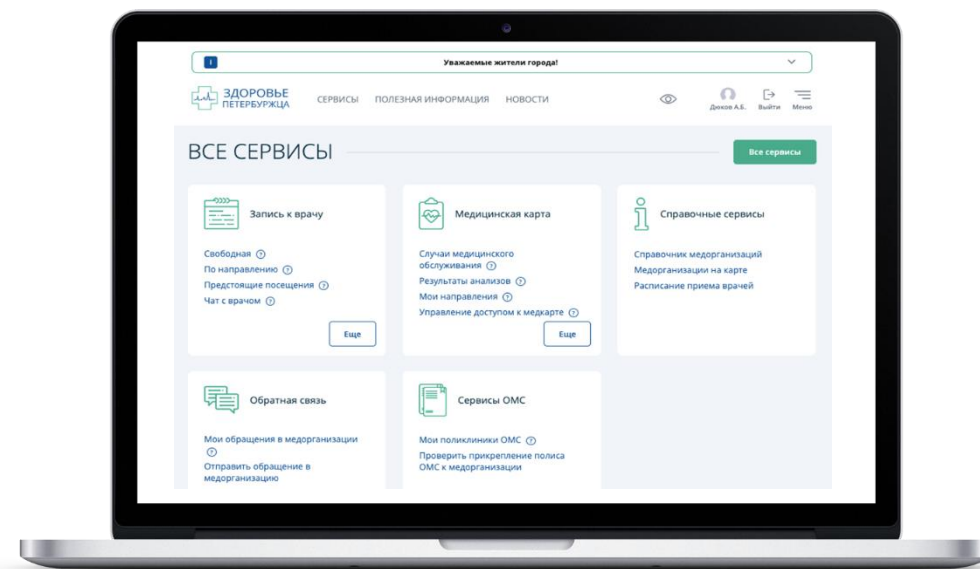 Уважаемые жители города!
ЗДОРОВЬЕ
ПЕТЕРБУРЖЦА
СЕРВИСЫ ПОЛЕЗНАЯ ИНФОРМАЦИЯ НОВОСТИ
Дюков А.Б. Выйти Меню
ВСЕ СЕРВИСЫ
Все сервисы
Запись к врачу
Свободная
По направлению
Предстоящие посещения
Чат с врачом
Еще
Медицинская карта
Случаи медицинского
обслуживания
Результаты анализов
Мои направления
Управление доступом к медкарте
Еще
Справочные сервисы
Справочник медорганизаций
Медорганизации на карте
Расписание приема врачей
Обратная связь
Мои обращения в медорганизации
Отправить обращение в
медорганизацию
Сервисы ОМС
Мои поликлиники ОМС
Проверить прикрепление полиса
ОМС к медорганизации